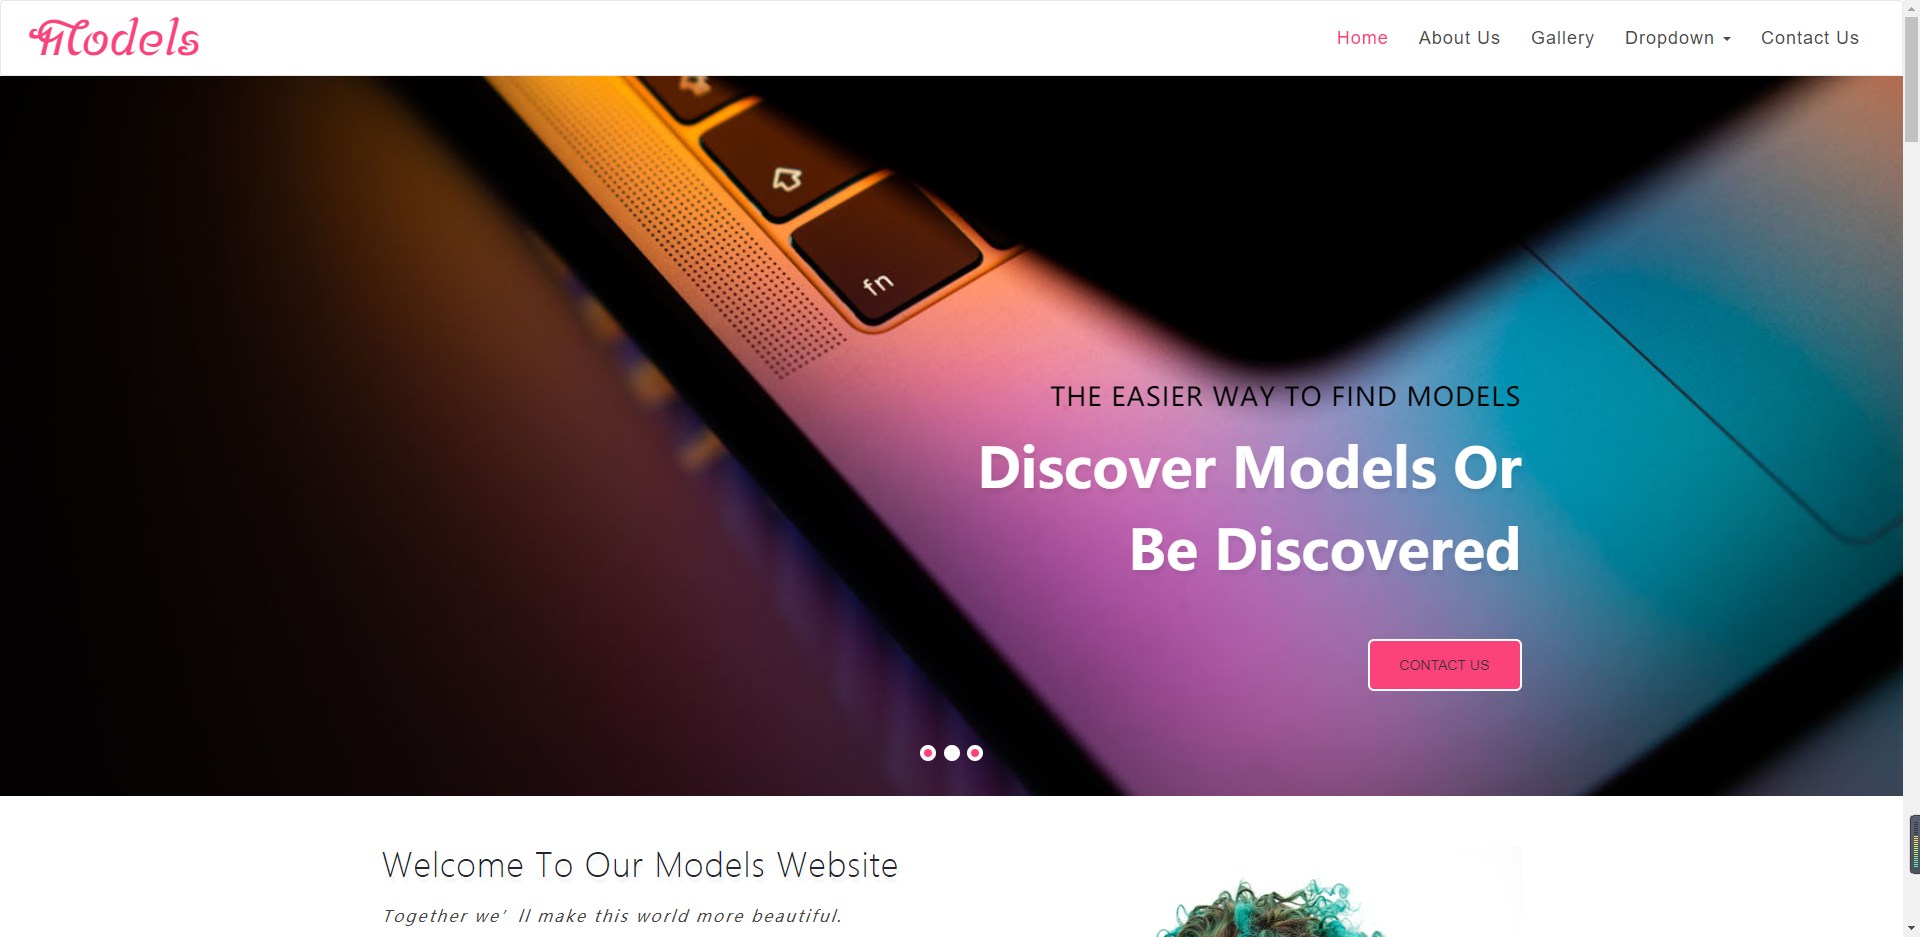 Models
Home About Us Gallery Dropdown Contact Us
fn
THE EASIER WAY TO FIND MODELS
Discover Models Or
Be Discovered
CONTACT US
Welcome To Our Models Website
Together we’ll make this world more beautiful.